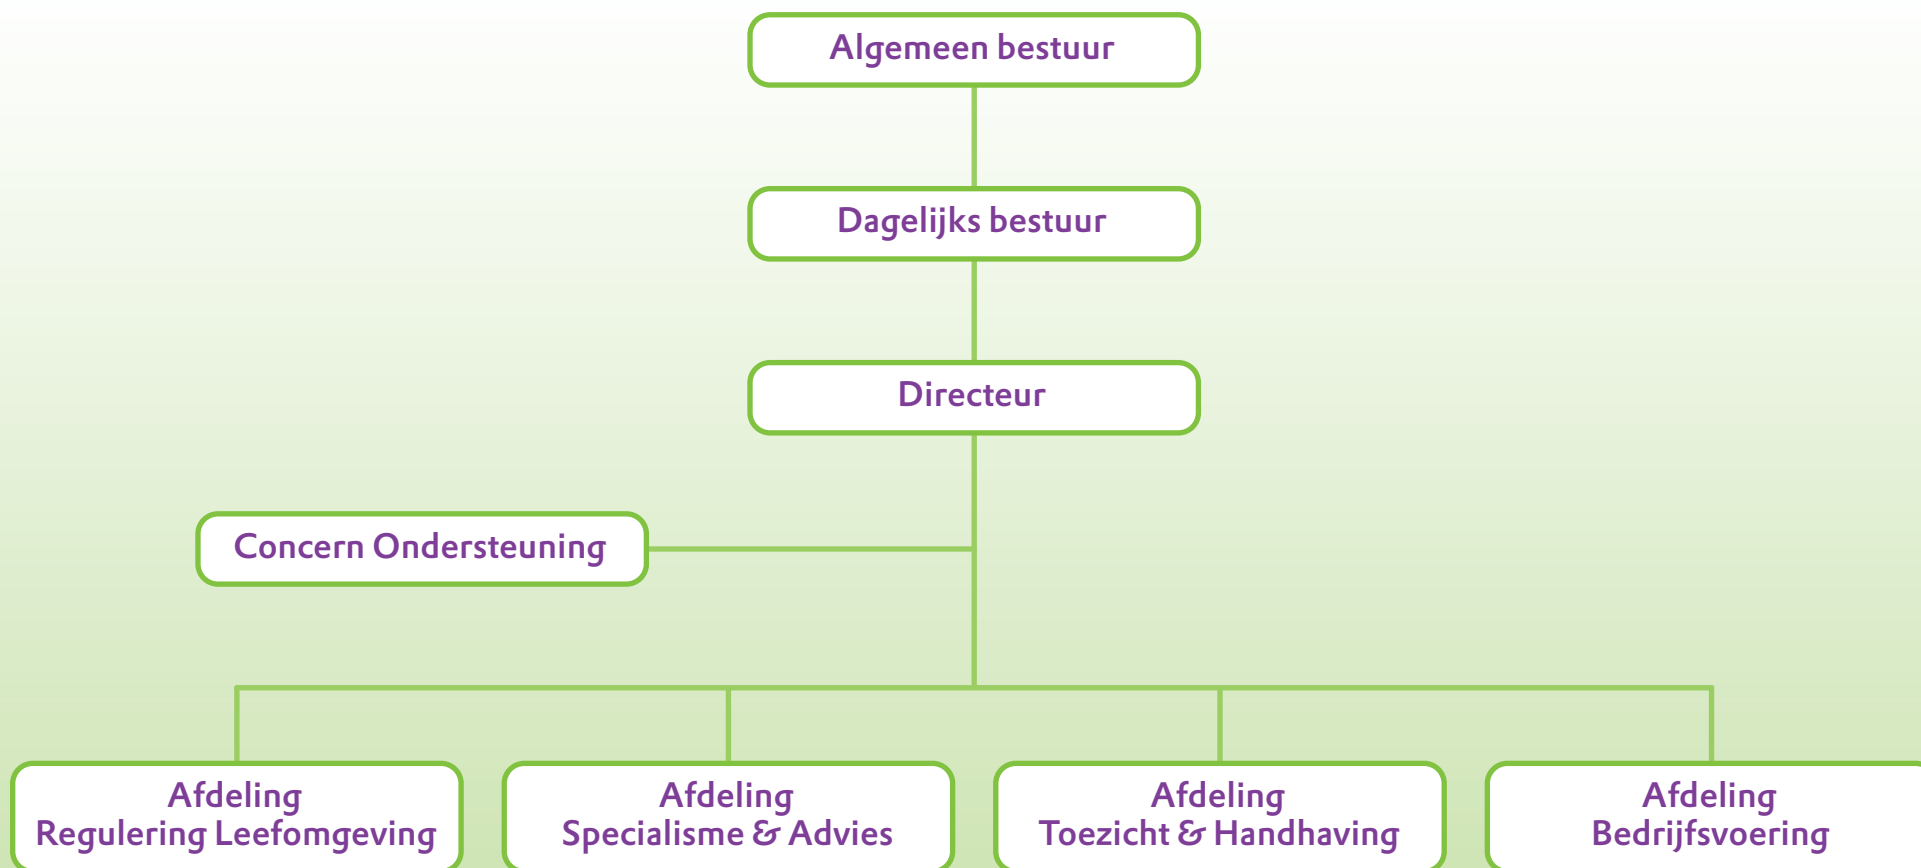 Algemeen bestuur
Dagelijks bestuur
Directeur
Concern Ondersteuning
Afdeling
Regulering Leefomgeving
Afdeling
Specialisme & Advies
Afdeling
Toezicht & Handhaving
Afdeling
Bedrijfsvoering